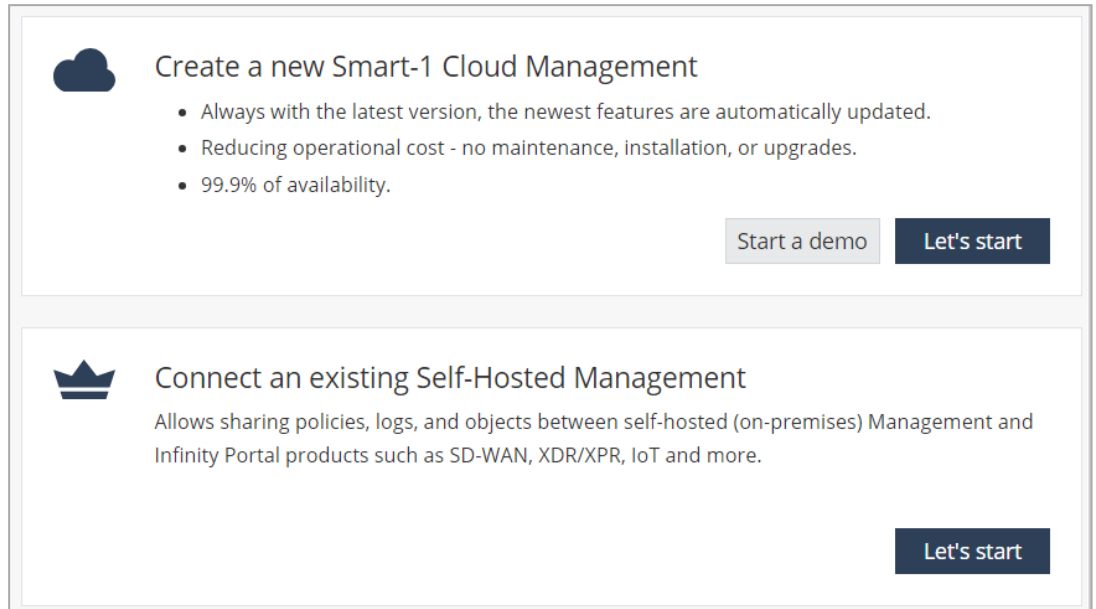 Create a new Smart-1 Cloud Management
• Always with the latest version, the newest features are automatically updated.
• Reducing operational cost - no maintenance, installation, or upgrades.
• 99.9% of availability.
Start a demo
Let's start
Connect an existing Self-Hosted Management
Allows sharing policies, logs, and objects between self-hosted (on-premises) Management and
Infinity Portal products such as SD-WAN, XDR/XPR, IoT and more.
Let's start